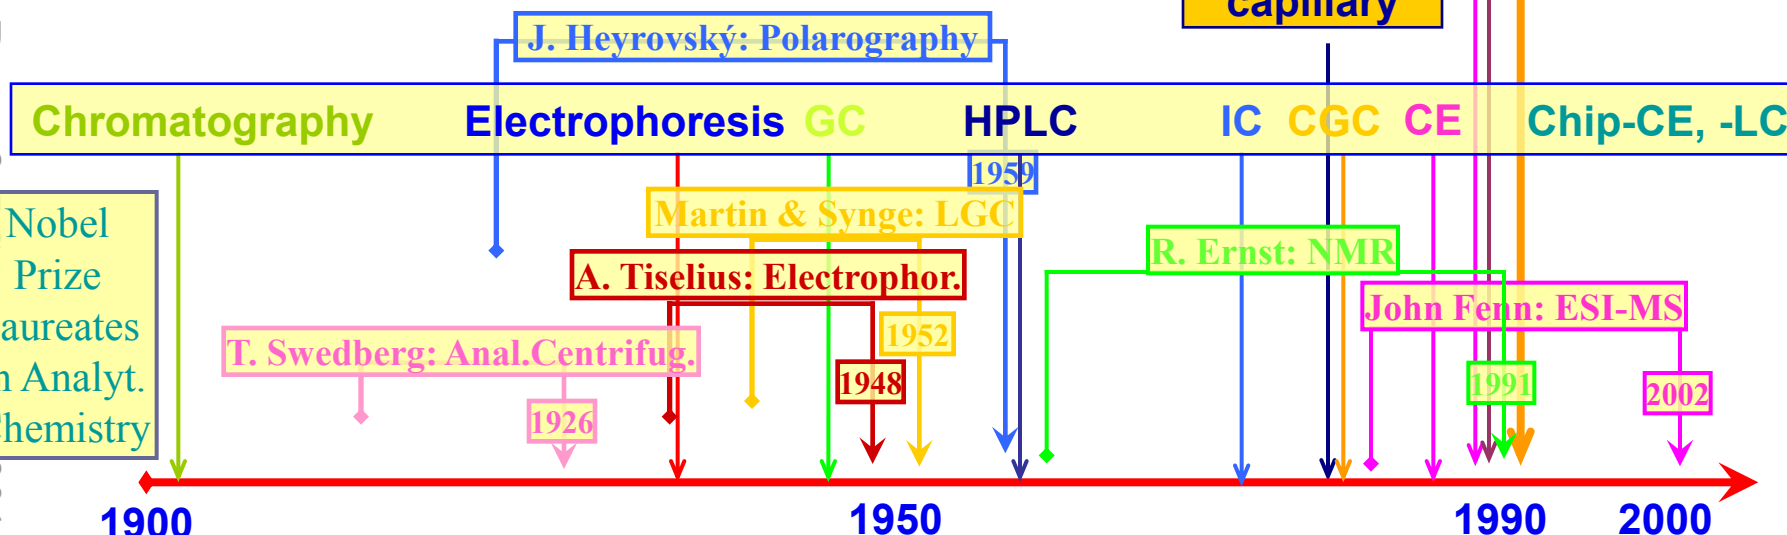 capillary
J. Heyrovský: Polarography
Chromatography Electrophoresis GC HPLC IC CGC CE Chip-CE, -LC
1959
Martin & Synge: LGC
R. Ernst: NMR
A. Tiselius: Electrophor.
John Fenn: ESI-MS
T. Swedberg: Anal.Centrifug.
1952
1948
1991
2002
1926
Nobel
Prize
aureates
n Analyt.
hemistry
1900 1950 1990 2000